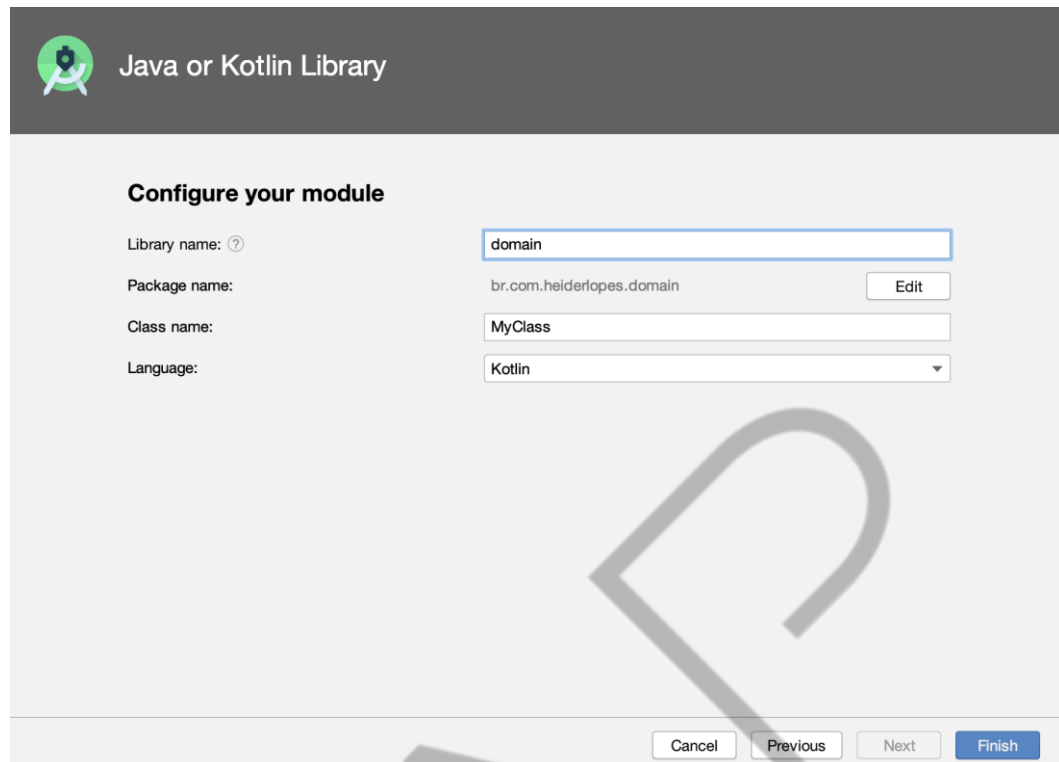 Java or Kotlin Library
Configure your module
Library name: ?
domain
Package name:
br.com.heiderlopes.domain
Edit
Class name:
MyClass
Language:
Kotlin
Cancel
Previous
Next
Finish